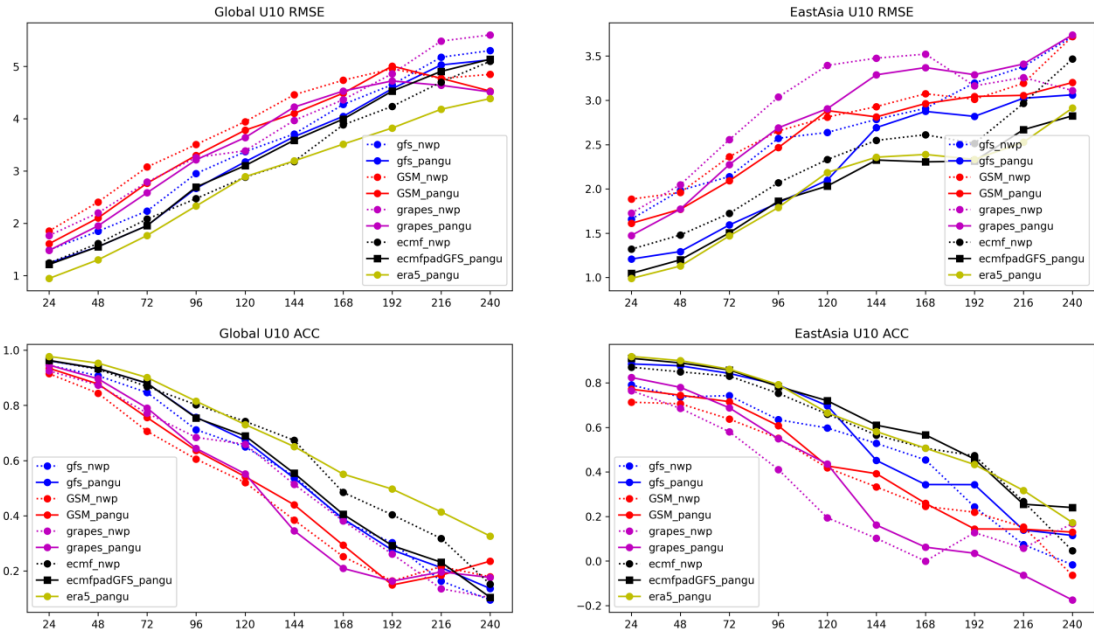 Global U10 RMSE
5
4
3
2
1
gfs_nwp
gfs_pangu
GSM_nwp
GSM_pangu
grapes_nwp
grapes_pangu
ecmf_nwp
ecmfpadGFS_pangu
era5_pangu
24 48 72 96 120 144 168 192 216 240
EastAsia U10 RMSE
3.5
3.0
2.5
2.0
1.5
1.0
gfs_nwp
gfs_pangu
GSM_nwp
GSM_pangu
grapes_nwp
grapes_pangu
ecmf_nwp
ecmfpadGFS_pangu
era5_pangu
24 48 72 96 120 144 168 192 216 240
Global U10 ACC
1.0
0.8
0.6
0.4
0.2
gfs_nwp
gfs_pangu
GSM_nwp
GSM_pangu
grapes_nwp
grapes_pangu
ecmf_nwp
ecmfpadGFS_pangu
era5_pangu
24 48 72 96 120 144 168 192 216 240
EastAsia U10 ACC
0.8
0.6
0.4
0.2
0.0
−0.2
gfs_nwp
gfs_pangu
GSM_nwp
GSM_pangu
grapes_nwp
grapes_pangu
ecmf_nwp
ecmfpadGFS_pangu
era5_pangu
24 48 72 96 120 144 168 192 216 240